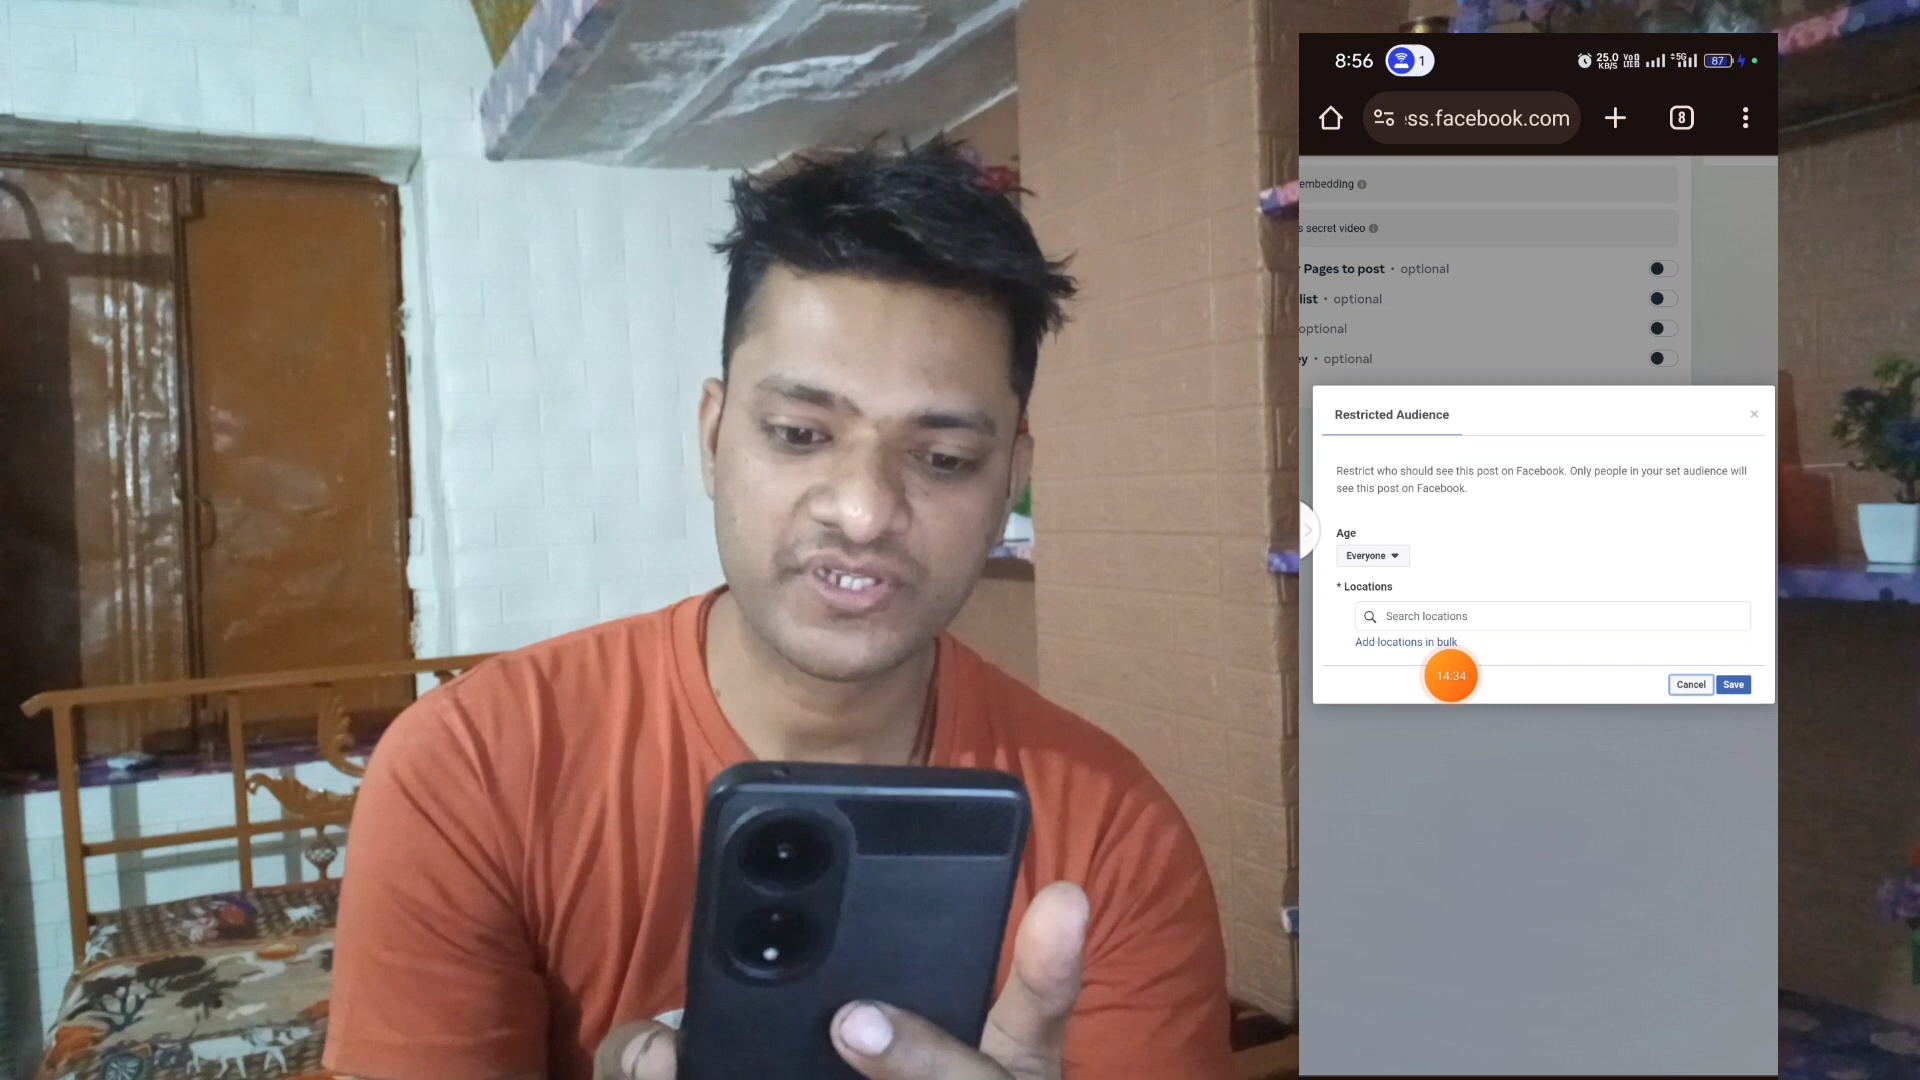 8:56
1
25.0
KB/S
5G
87
ss.facebook.com
8
embedding
s secret video
Pages to post • optional
list • optional
optional
ey • optional
Restricted Audience
Restrict who should see this post on Facebook. Only people in your set audience will
see this post on Facebook.
Age
Everyone
* Locations
Search locations
Add locations in bulk
14:34
Cancel
Save